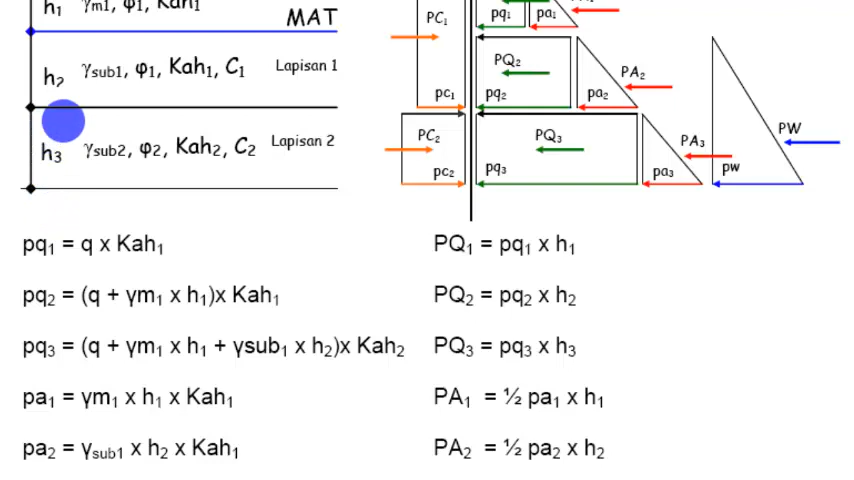 h₁ γm1, φ1, Kah₁
MAT
h₂ γsub1, φ1, Kah₁, C₁ Lapisan 1
h₃ γsub2, φ2, Kah₂, C₂ Lapisan 2
PC₁ pq₁ pa₁
PQ₂
PA₂
pc₁ pq₂ pa₂
PC₂ PQ₃ PA₃ PW
pc₂ pq₃ pa₃ pw
pq₁ = q x Kah₁ PQ₁ = pq₁ x h₁
pq₂ = (q + γm₁ x h₁)x Kah₁ PQ₂ = pq₂ x h₂
pq₃ = (q + γm₁ x h₁ + γsub₁ x h₂)x Kah₂ PQ₃ = pq₃ x h₃
pa₁ = γm₁ x h₁ x Kah₁ PA₁ = ½ pa₁ x h₁
pa₂ = γsub1 x h₂ x Kah₁ PA₂ = ½ pa₂ x h₂